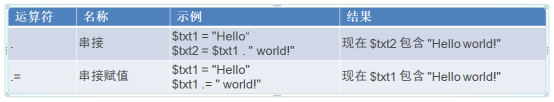 运算符 名称 示例 结果
. 串接 $txt1 = "Hello“
$txt2 = $txt1 . " world!" 现在 $txt2 包含 "Hello world!"
.= 串接赋值 $txt1 = "Hello"
$txt1 .= " world!" 现在 $txt1 包含 "Hello world!"